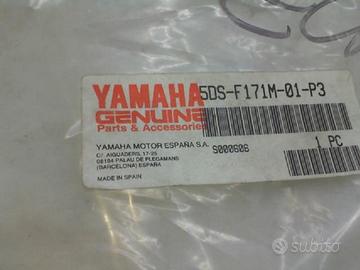 YAMAHA
GENUINE
Parts & Accessories
5DS-F171M-01-P3
YAMAHA MOTOR ESPAÑA S.A.
C/. AIGUADERS, 17-25
08184 PALAU DE PLEGAMANS
(BARCELONA) ESPAÑA
MADE IN SPAIN
S000606
1 PC
subito